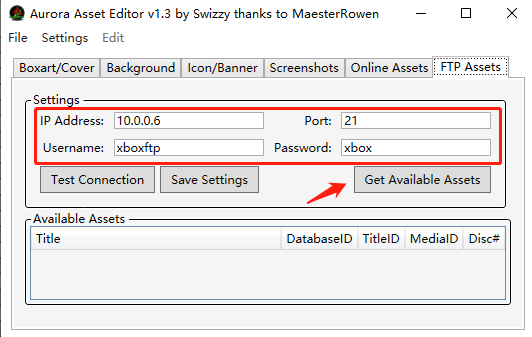 Aurora Asset Editor v1.3 by Swizzy thanks to MaesterRowen
File Settings Edit
Boxart/Cover Background Icon/Banner Screenshots Online Assets FTP Assets
Settings
IP Address: 10.0.0.6 Port: 21
Username: xboxftp Password: xbox
Test Connection Save Settings Get Available Assets
Available Assets
Title DatabaseID TitleID MediaID Disc#